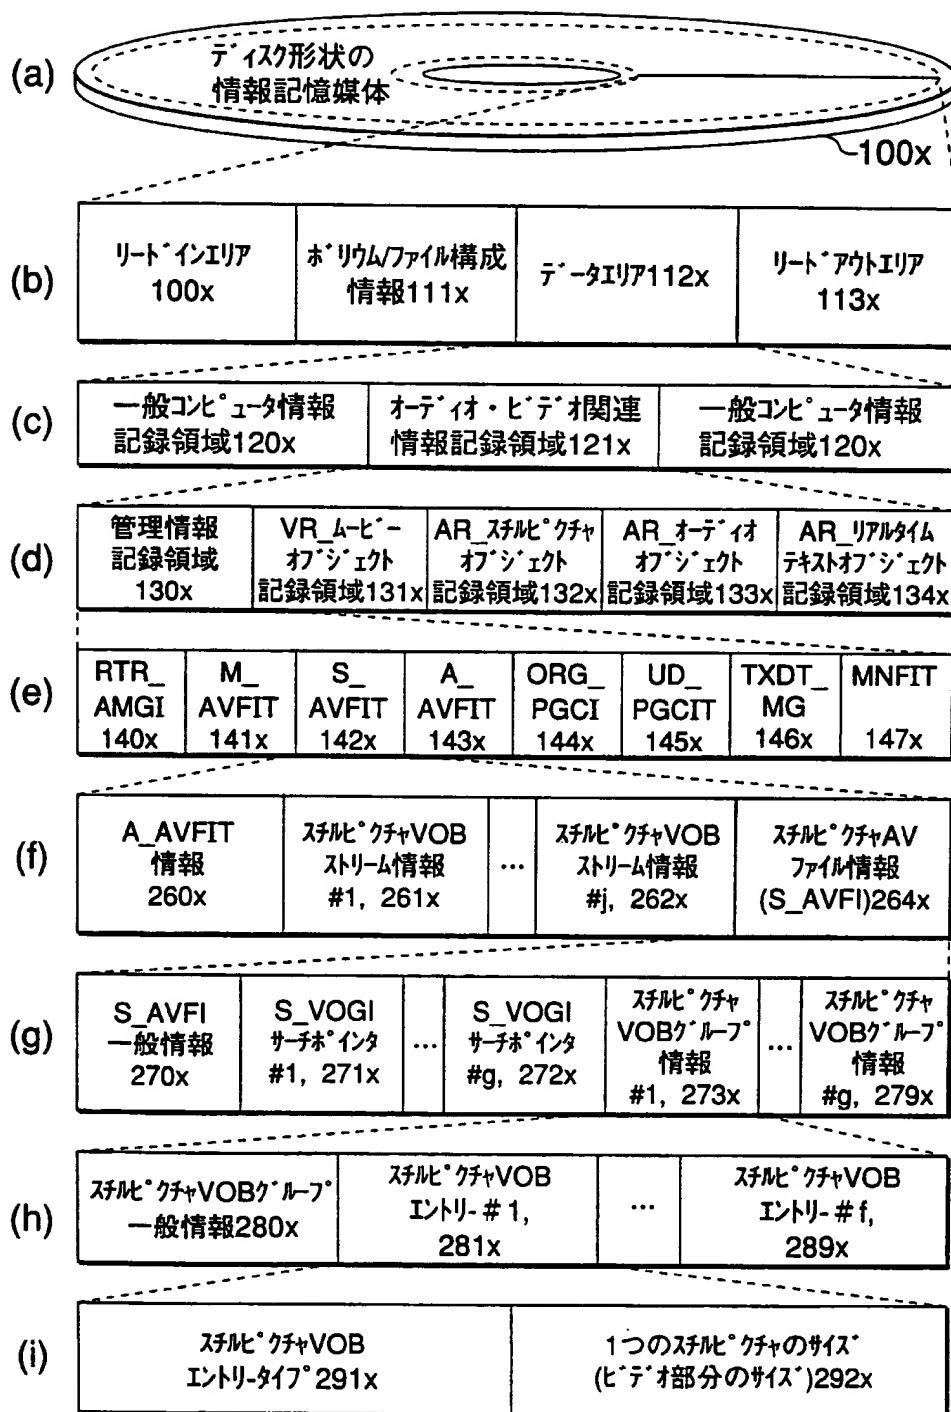 (a)
ディスク形状の
情報記憶媒体
100x
(b)
リードインエリア
100x
ボリウム/ファイル構成
情報111x
データエリア112x
リードアウトエリア
113x
(c)
一般コンピュータ情報
記録領域120x
オーディオ・ビデオ関連
情報記録領域121x
一般コンピュータ情報
記録領域120x
(d)
管理情報
記録領域
130x
VR_ムービー
オブジェクト
記録領域131x
AR_スチルピクチャ
オブジェクト
記録領域132x
AR_オーディオ
オブジェクト
記録領域133x
AR_リアルタイム
テキストオブジェクト
記録領域134x
(e)
RTR_
AMGI
140x
M_
AVFIT
141x
S_
AVFIT
142x
A_
AVFIT
143x
ORG_
PGCI
144x
UD_
PGCIT
145x
TXDT_
MG
146x
MNFIT
147x
(f)
A_AVFIT
情報
260x
スチルピクチャVOB
ストリーム情報
#1, 261x
...
スチルピクチャVOB
ストリーム情報
#j, 262x
スチルピクチャAV
ファイル情報
(S_AVFI)264x
(g)
S_AVFI
一般情報
270x
S_VOGI
サーチポインタ
#1, 271x
...
S_VOGI
サーチポインタ
#g, 272x
スチルピクチャ
VOBグループ
情報
#1, 273x
...
スチルピクチャ
VOBグループ
情報
#g, 279x
(h)
スチルピクチャVOBグループ
一般情報280x
スチルピクチャVOB
エントリー#1,
281x
...
スチルピクチャVOB
エントリー#f,
289x
(i)
スチルピクチャVOB
エントリータイプ291x
1つのスチルピクチャのサイズ
(ビデオ部分のサイズ)292x